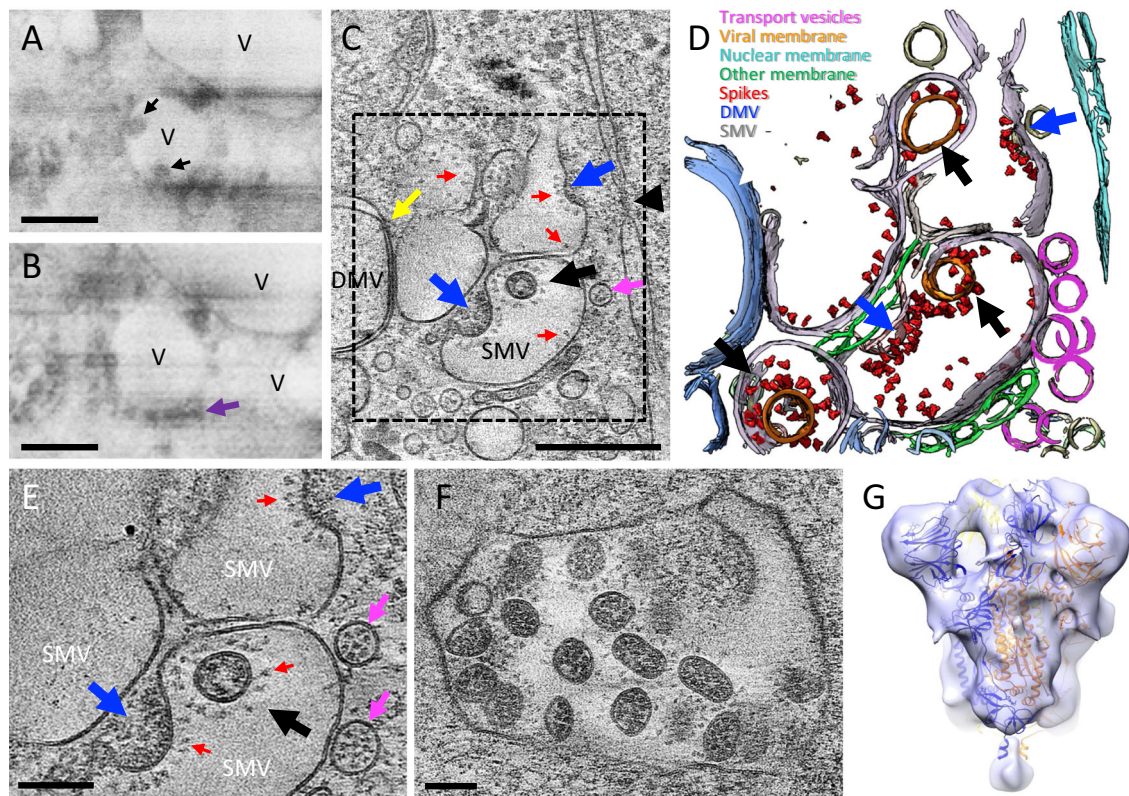 A
V
V
B
V
V
V
C
DMV
SMV
D
Transport vesicles
Viral membrane
Nuclear membrane
Other membrane
Spikes
DMV
SMV
E
SMV
SMV
SMV
F
G